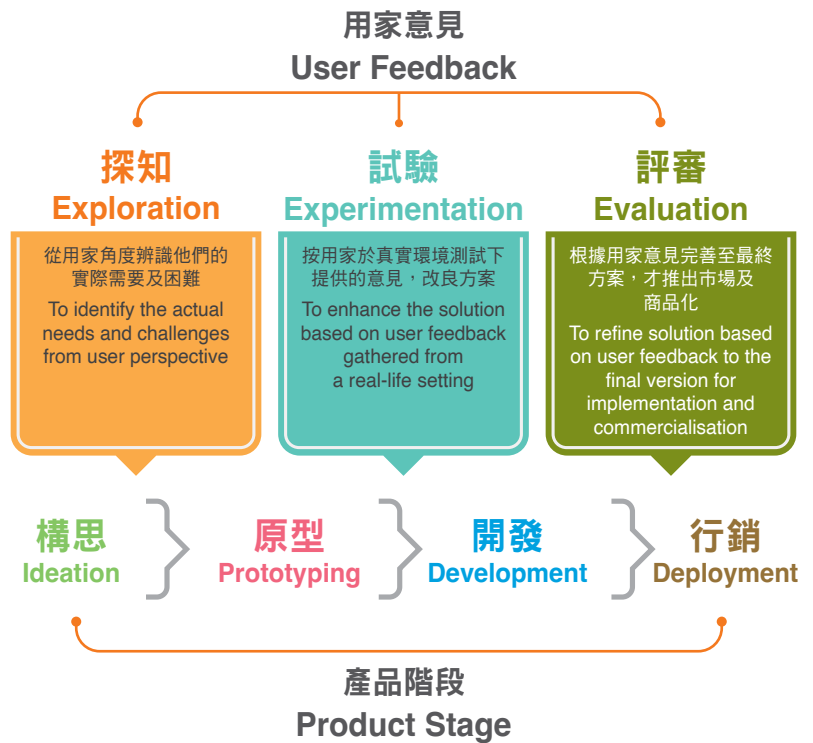 用家意見
User Feedback
探知
Exploration
從用家角度辨識他們的
實際需要及困難
To identify the actual
needs and challenges
from user perspective
試驗
Experimentation
按用家於真實環境測試下
提供的意見，改良方案
To enhance the solution
based on user feedback
gathered from
a real-life setting
評審
Evaluation
根據用家意見完善至最終
方案，才推出市場及
商品化
To refine solution based
on user feedback to the
final version for
implementation and
commercialisation
構思
Ideation
原型
Prototyping
開發
Development
行銷
Deployment
產品階段
Product Stage